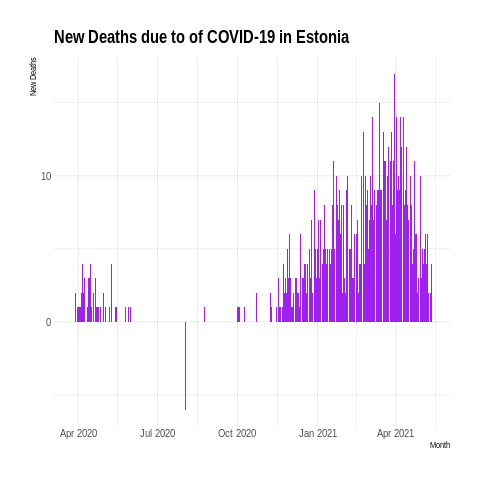 New Deaths due to of COVID-19 in Estonia
New Deaths
10
0
Apr 2020 Jul 2020 Oct 2020 Jan 2021 Apr 2021
Month